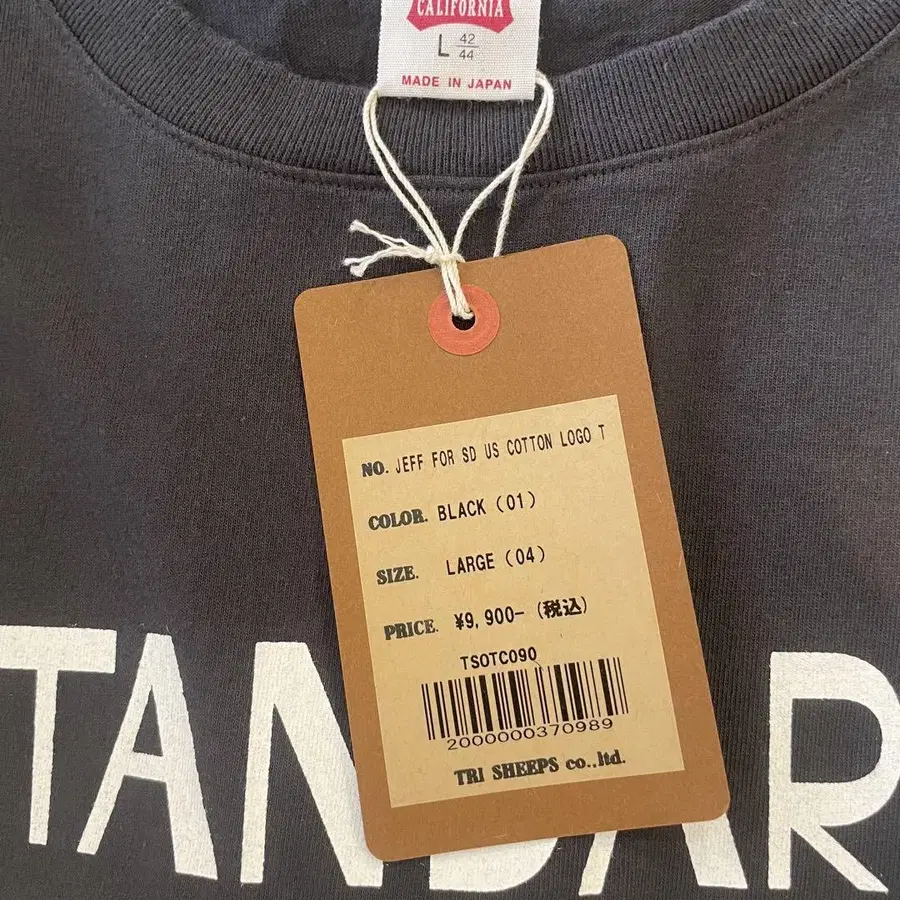 CALIFORNIA
L 42/44
MADE IN JAPAN
NO. JEFF FOR SD US COTTON LOGO T
COLOR. BLACK (01)
SIZE. LARGE (04)
PRICE. ¥9,900- (税込)
TSOTC090
2000000370989
TRI SHEEPS co.,ltd.
TANDAR